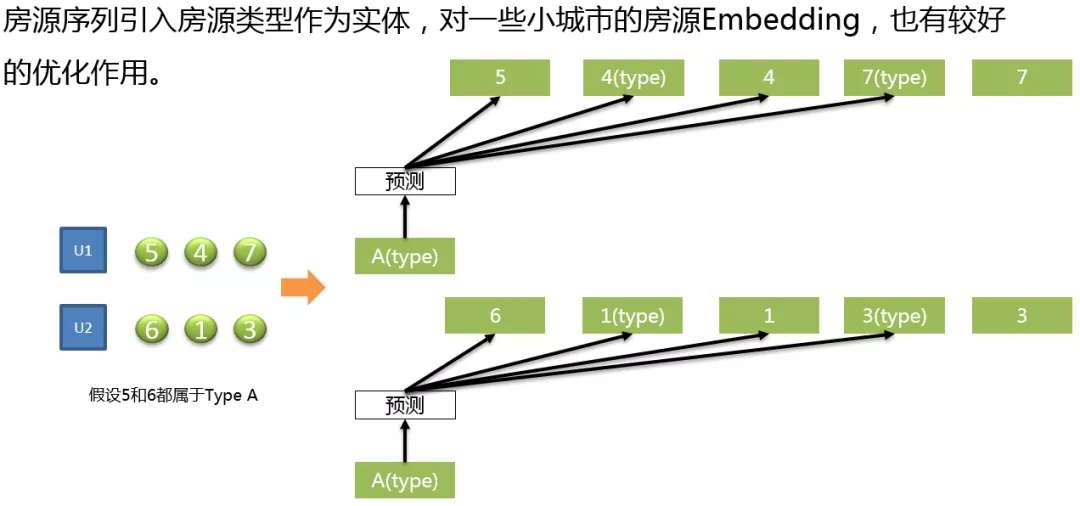 房源序列引入房源类型作为实体，对一些小城市的房源Embedding，也有较好
的优化作用。
5 4(type) 4 7(type) 7
预测
A(type)
U1 5 4 7
6 1(type) 1 3(type) 3
U2 6 1 3
假设5和6都属于Type A
预测
A(type)